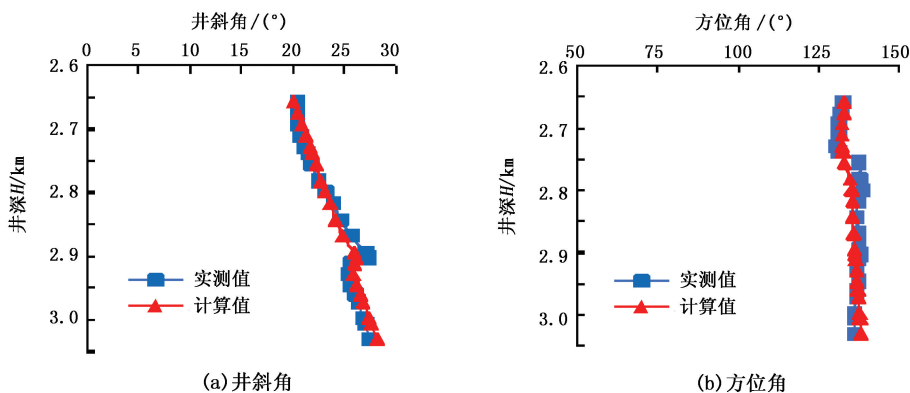 井斜角/(°)
0 5 10 15 20 25 30
2.6
2.7
2.8
2.9
3.0
井深H/km
实测值
计算值
(a)井斜角
方位角/(°)
50 75 100 125 150
2.6
2.7
2.8
2.9
3.0
井深H/km
实测值
计算值
(b)方位角